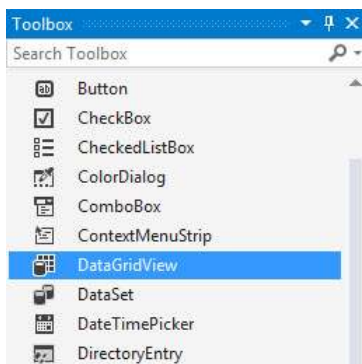 Toolbox
Search Toolbox
Button
CheckBox
CheckedListBox
ColorDialog
ComboBox
ContextMenuStrip
DataGridView
DataSet
DateTimePicker
DirectoryEntry